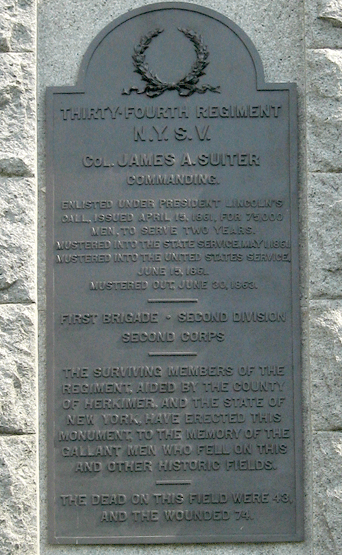 THIRTY-FOURTH REGIMENT
N.Y.S.V.
COL. JAMES A. SUITER
COMMANDING.
ENLISTED UNDER PRESIDENT LINCOLN'S
CALL, ISSUED APRIL 15, 1861, FOR 75,000
MEN, TO SERVE TWO YEARS.
MUSTERED INTO THE STATE SERVICE, MAY 1, 1861.
MUSTERED INTO THE UNITED STATES SERVICE,
JUNE 15, 1861.
MUSTERED OUT, JUNE 30, 1863.
FIRST BRIGADE - SECOND DIVISION
SECOND CORPS
THE SURVIVING MEMBERS OF THE
REGIMENT, AIDED BY THE COUNTY
OF HERKIMER, AND THE STATE OF
NEW YORK, HAVE ERECTED THIS
MONUMENT TO THE MEMORY OF THE
GALLANT MEN WHO FELL ON THIS
AND OTHER HISTORIC FIELDS.
THE DEAD ON THIS FIELD WERE 43,
AND THE WOUNDED 74.